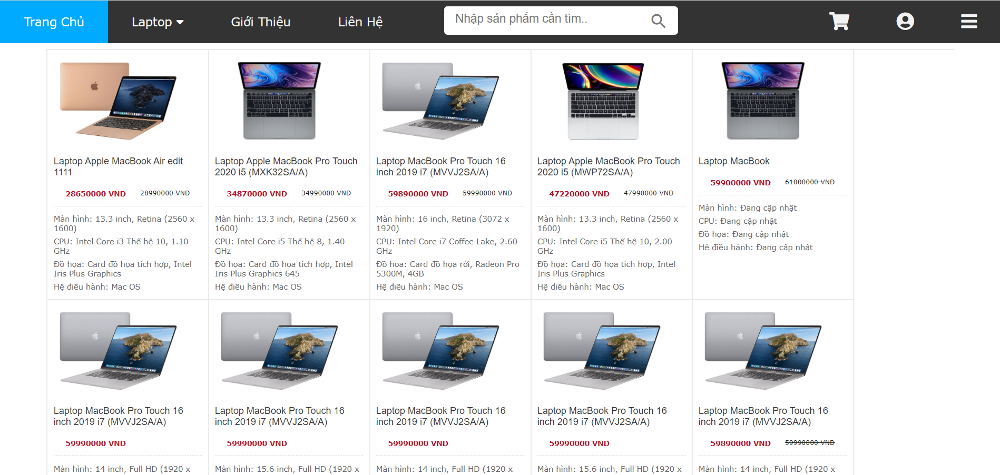 Trang Chủ Laptop Giới Thiệu Liên Hệ Nhập sản phẩm cần tìm..
Laptop Apple MacBook Air edit
1111
28650000 VND 28990000 VND
Màn hình: 13.3 inch, Retina (2560 x
1600)
CPU: Intel Core i3 Thế hệ 10, 1.10
GHz
Đồ họa: Card đồ họa tích hợp, Intel
Iris Plus Graphics
Hệ điều hành: Mac OS
Laptop Apple MacBook Pro Touch
2020 i5 (MXK32SA/A)
34870000 VND 34990000 VND
Màn hình: 13.3 inch, Retina (2560 x
1600)
CPU: Intel Core i5 Thế hệ 8, 1.40
GHz
Đồ họa: Card đồ họa tích hợp, Intel
Iris Plus Graphics 645
Hệ điều hành: Mac OS
Laptop MacBook Pro Touch 16
inch 2019 i7 (MVVJ2SA/A)
59890000 VND 59990000 VND
Màn hình: 16 inch, Retina (3072 x
1920)
CPU: Intel Core i7 Coffee Lake, 2.60
GHz
Đồ họa: Card đồ họa rời, Radeon Pro
5300M, 4GB
Hệ điều hành: Mac OS
Laptop Apple MacBook Pro Touch
2020 i5 (MWP72SA/A)
47220000 VND 47990000 VND
Màn hình: 13.3 inch, Retina (2560 x
1600)
CPU: Intel Core i5 Thế hệ 10, 2.00
GHz
Đồ họa: Card đồ họa tích hợp, Intel
Iris Plus Graphics
Hệ điều hành: Mac OS
Laptop MacBook
59900000 VND 61000000 VND
Màn hình: Đang cập nhật
CPU: Đang cập nhật
Đồ họa: Đang cập nhật
Hệ điều hành: Đang cập nhật
Laptop MacBook Pro Touch 16
inch 2019 i7 (MVVJ2SA/A)
59990000 VND
Màn hình: 14 inch, Full HD (1920 x
Laptop MacBook Pro Touch 16
inch 2019 i7 (MVVJ2SA/A)
59990000 VND
Màn hình: 15.6 inch, Full HD (1920 x
Laptop MacBook Pro Touch 16
inch 2019 i7 (MVVJ2SA/A)
59990000 VND
Màn hình: 14 inch, Full HD (1920 x
Laptop MacBook Pro Touch 16
inch 2019 i7 (MVVJ2SA/A)
59990000 VND
Màn hình: 15.6 inch, Full HD (1920 x
Laptop MacBook Pro Touch 16
inch 2019 i7 (MVVJ2SA/A)
59890000 VND 59990000 VND
Màn hình: 14 inch, Full HD (1920 x